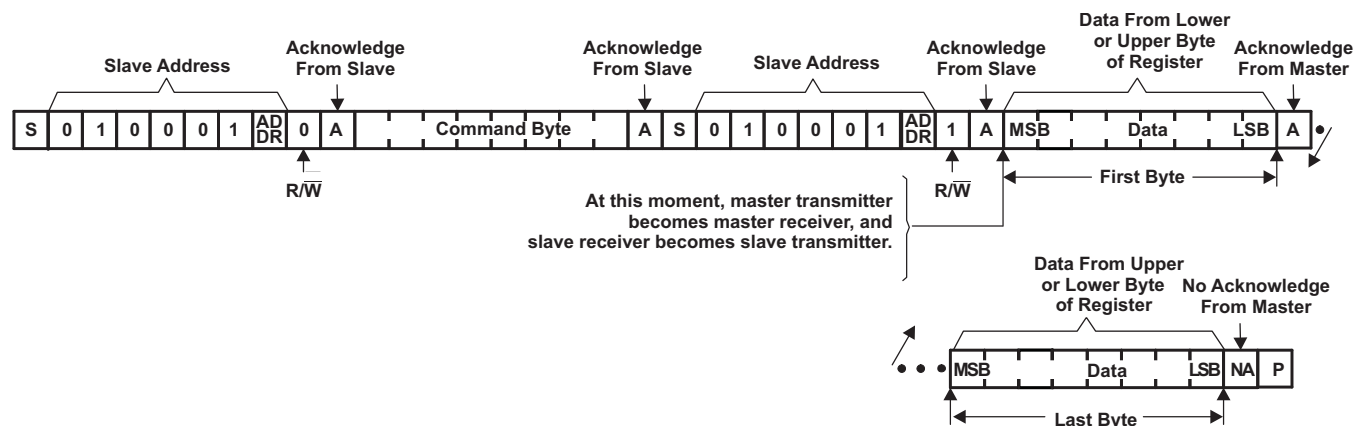 Data From Lower
or Upper Byte
of Register
Acknowledge
From Slave
Acknowledge
From Slave
Acknowledge
From Slave
Acknowledge
From Master
Slave Address
Slave Address
S 0 1 0 0 0 1 AD DR 0 A Command Byte A S 0 1 0 0 0 1 AD DR 1 A MSB Data LSB A
R/W̅
R/W̅
First Byte
At this moment, master transmitter
becomes master receiver, and
slave receiver becomes slave transmitter.
Data From Upper
or Lower Byte
of Register
No Acknowledge
From Master
MSB Data LSB NA P
Last Byte